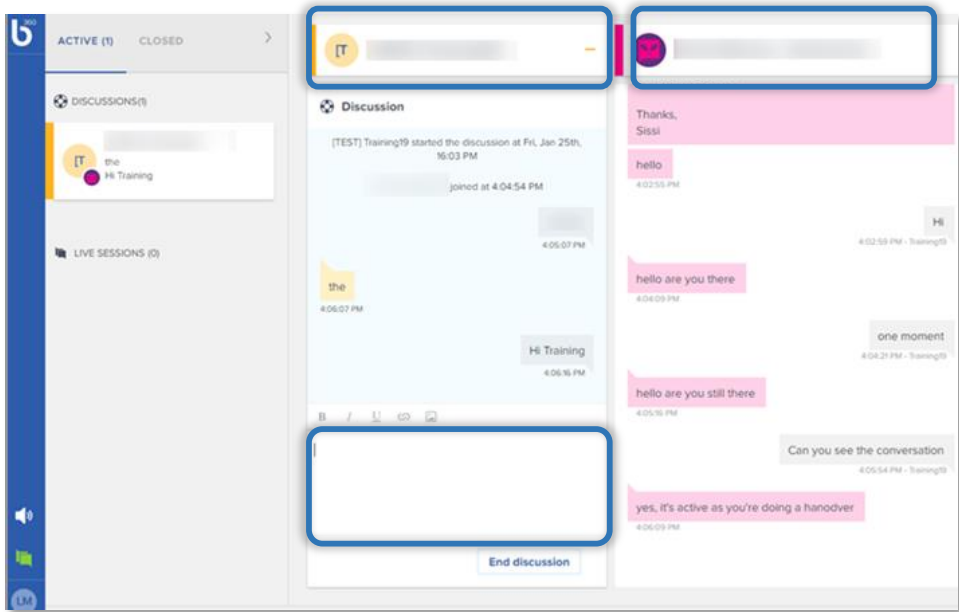 360
b
ACTIVE (1) CLOSED
DISCUSSIONS(1)
[T
the
Hi Training
LIVE SESSIONS (0)
LM
[T
Discussion
[TEST] Training19 started the discussion at Fri, Jan 25th,
16:03 PM
joined at 4:04:54 PM
4:05:07 PM
the
4:06:07 PM
Hi Training
4:06:16 PM
B I U
End discussion
Thanks,
Sissi
hello
4:02:55 PM
Hi
4:02:59 PM - Training19
hello are you there
4:04:09 PM
one moment
4:04:21 PM - Training19
hello are you still there
4:05:16 PM
Can you see the conversation
4:05:54 PM - Training19
yes, it's active as you're doing a hanodver
4:06:09 PM